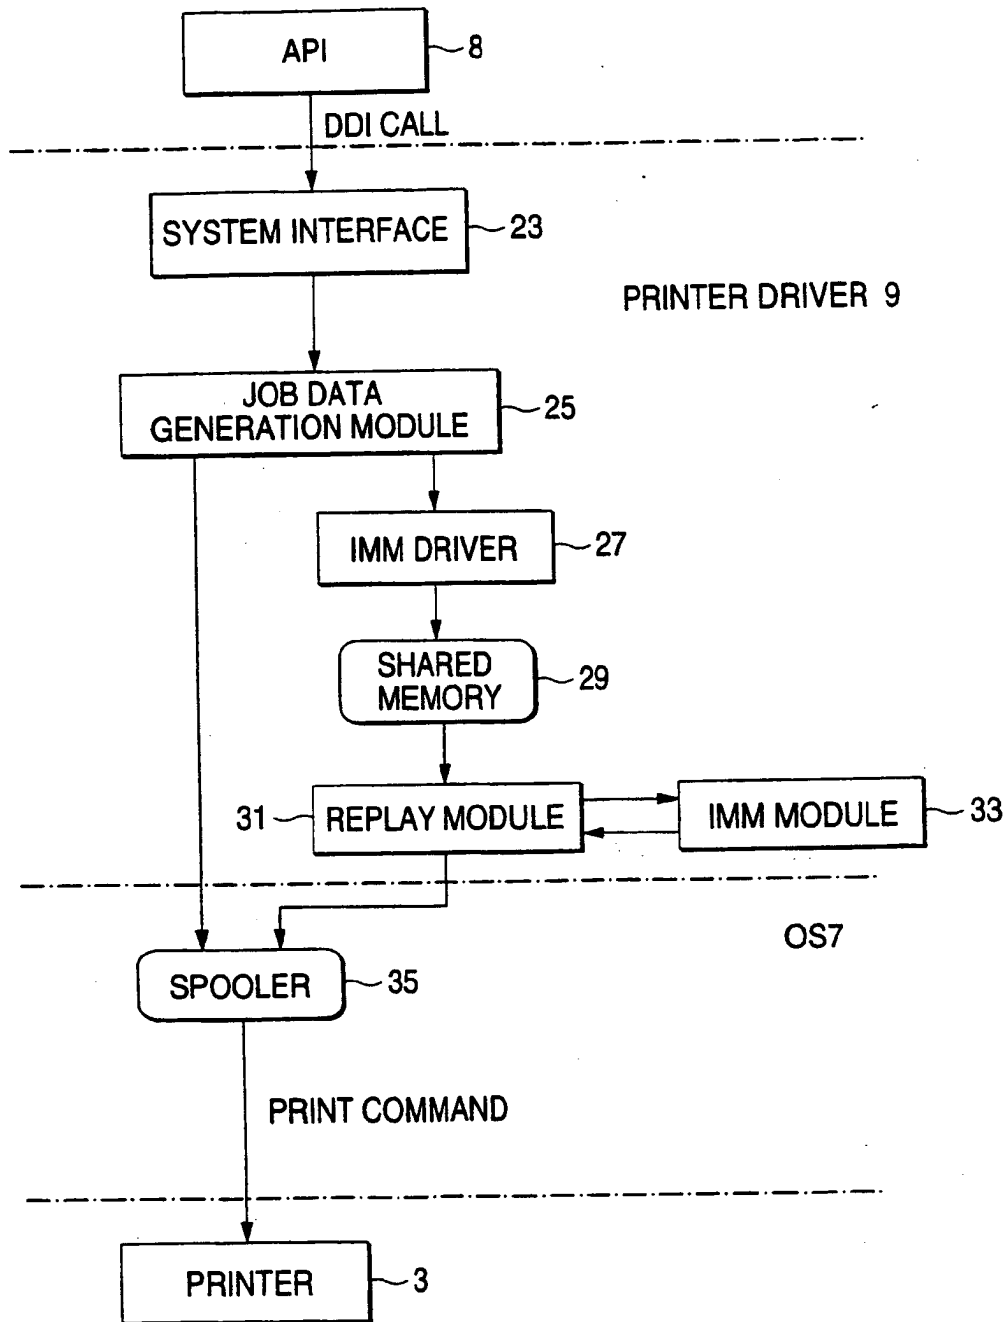 API
8
DDI CALL
SYSTEM INTERFACE
23
PRINTER DRIVER 9
JOB DATA
GENERATION MODULE
25
IMM DRIVER
27
SHARED
MEMORY
29
31
REPLAY MODULE
IMM MODULE
33
OS7
SPOOLER
35
PRINT COMMAND
PRINTER
3